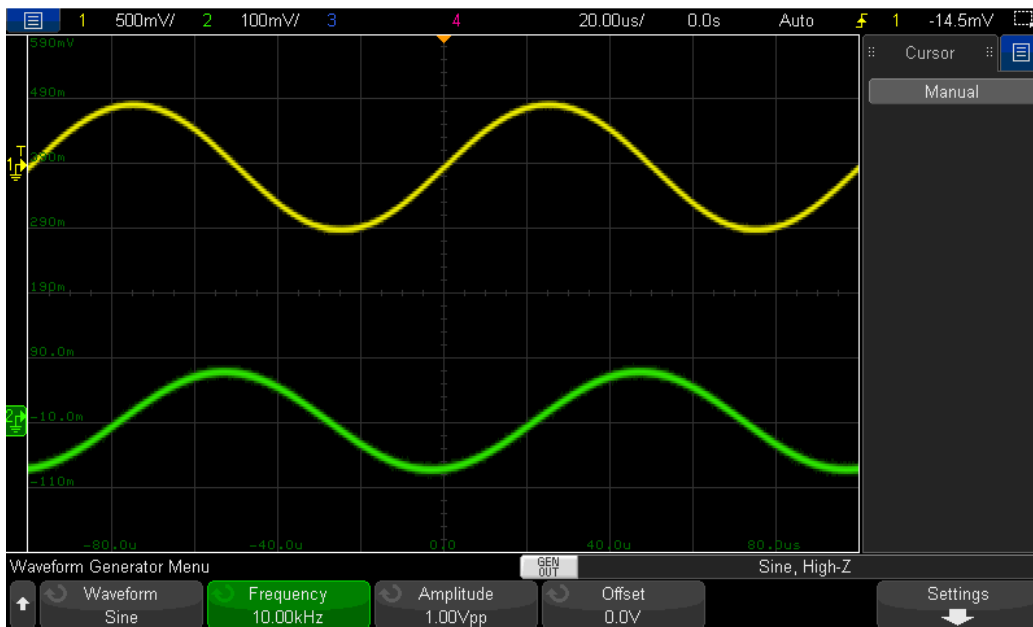 1 500mV/ 2 100mV/ 3 4 20.00us/ 0.0s Auto 1 -14.5mV
590mV
Cursor
Manual
490m
T
1
290m
190m
90.0m
2 -10.0m
-110m
-80.0u -40.0u 0.0 40.0u 80.0us
Waveform Generator Menu GEN OUT Sine, High-Z
Waveform Frequency Amplitude Offset Settings
Sine 10.00kHz 1.00Vpp 0.0V